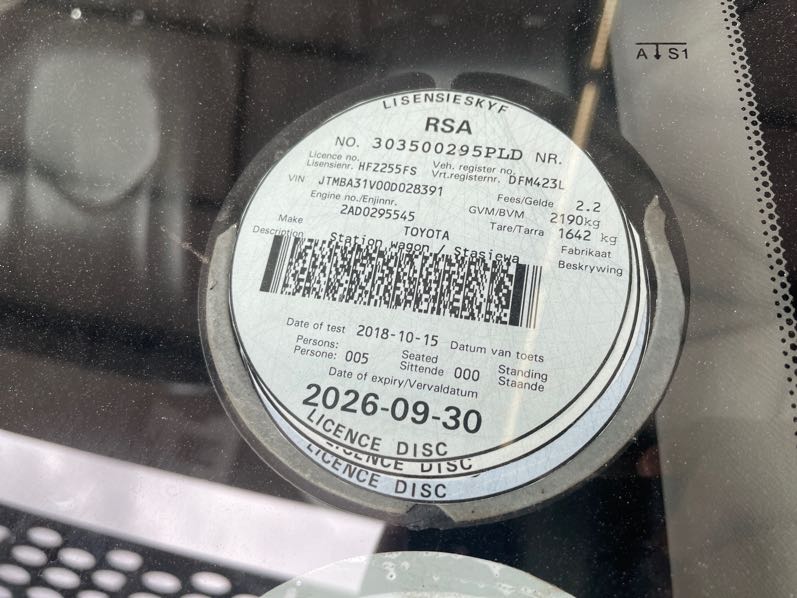 A S1
LISENSIESKYF
RSA
NO. 303500295PLD NR.
Licence no. Veh. register no.
Lisensienr. HFZ255FS Vrt.registernr. DFM423L
VIN JTMBA31V00D028391 Fees/Gelde 2.2
Engine no./Enjinnr. GVM/BVM 2190kg
2AD0295545 Tare/Tarra 1642 kg
Make TOYOTA Fabrikaat
Description Station wagon / Stasiewa Beskrywing
Date of test 2018-10-15 Datum van toets
Persons: Seated Standing
Persone: 005 Sittende 000 Staande
Date of expiry/Vervaldatum
2026-09-30
LICENCE DISC
LICENCE DISC
LICENCE DISC